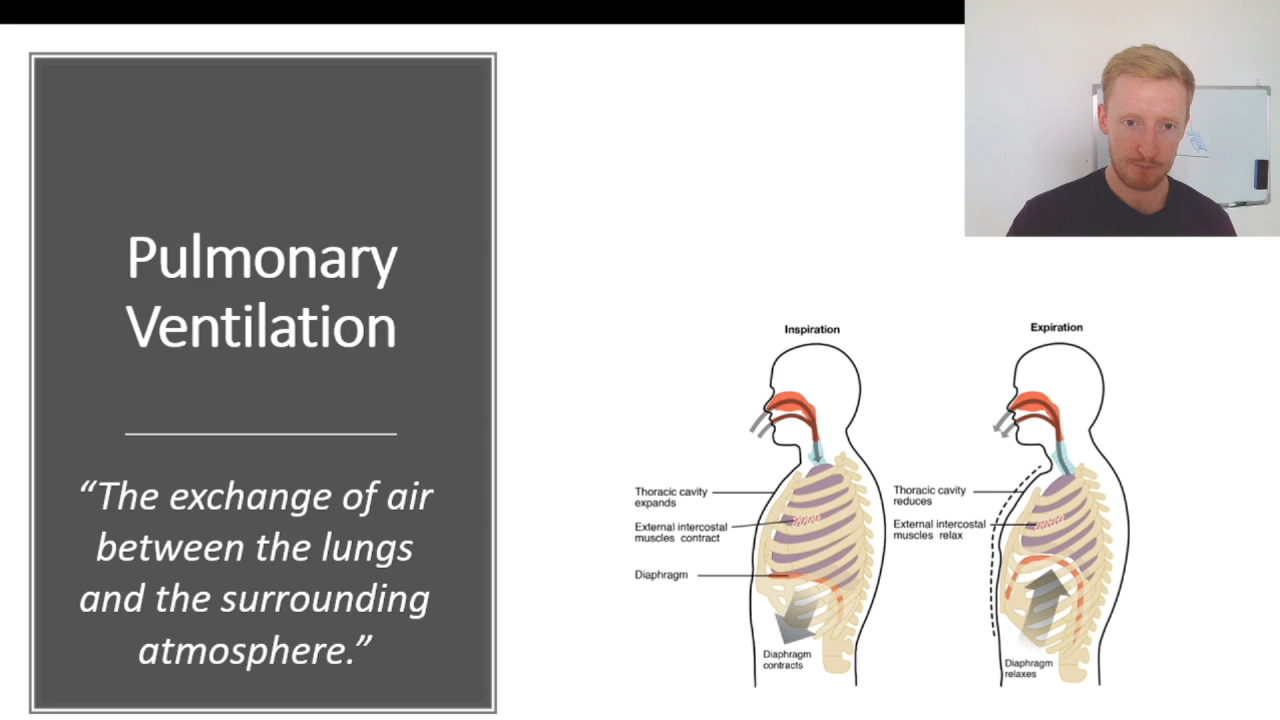 Pulmonary
Ventilation
“The exchange of air
between the lungs
and the surrounding
atmosphere.”
Inspiration
Thoracic cavity
expands
External intercostal
muscles contract
Diaphragm
Diaphragm
contracts
Expiration
Thoracic cavity
reduces
External intercostal
muscles relax
Diaphragm
relaxes